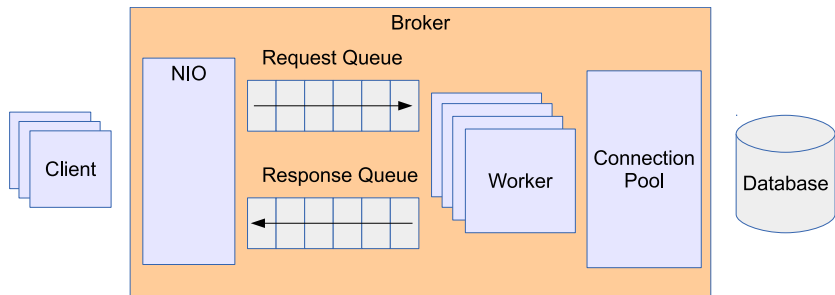 Broker
NIO
Request Queue
Client
Response Queue
Worker
Connection
Pool
Database